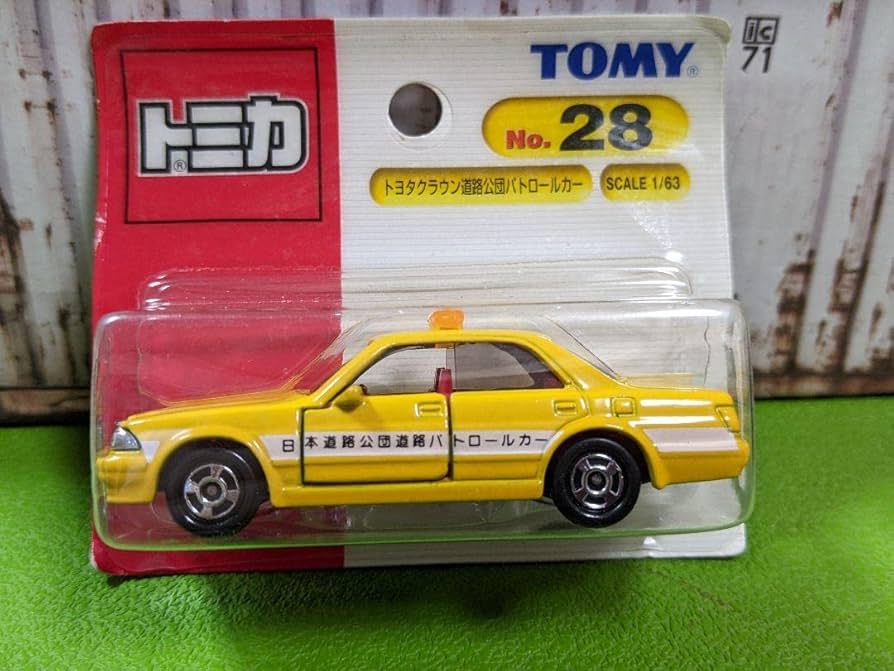 トミカ®
TOMY®
No. 28
トヨタクラウン道路公団パトロールカー
SCALE 1/63
ic
71
日本道路公団道路パトロールカー